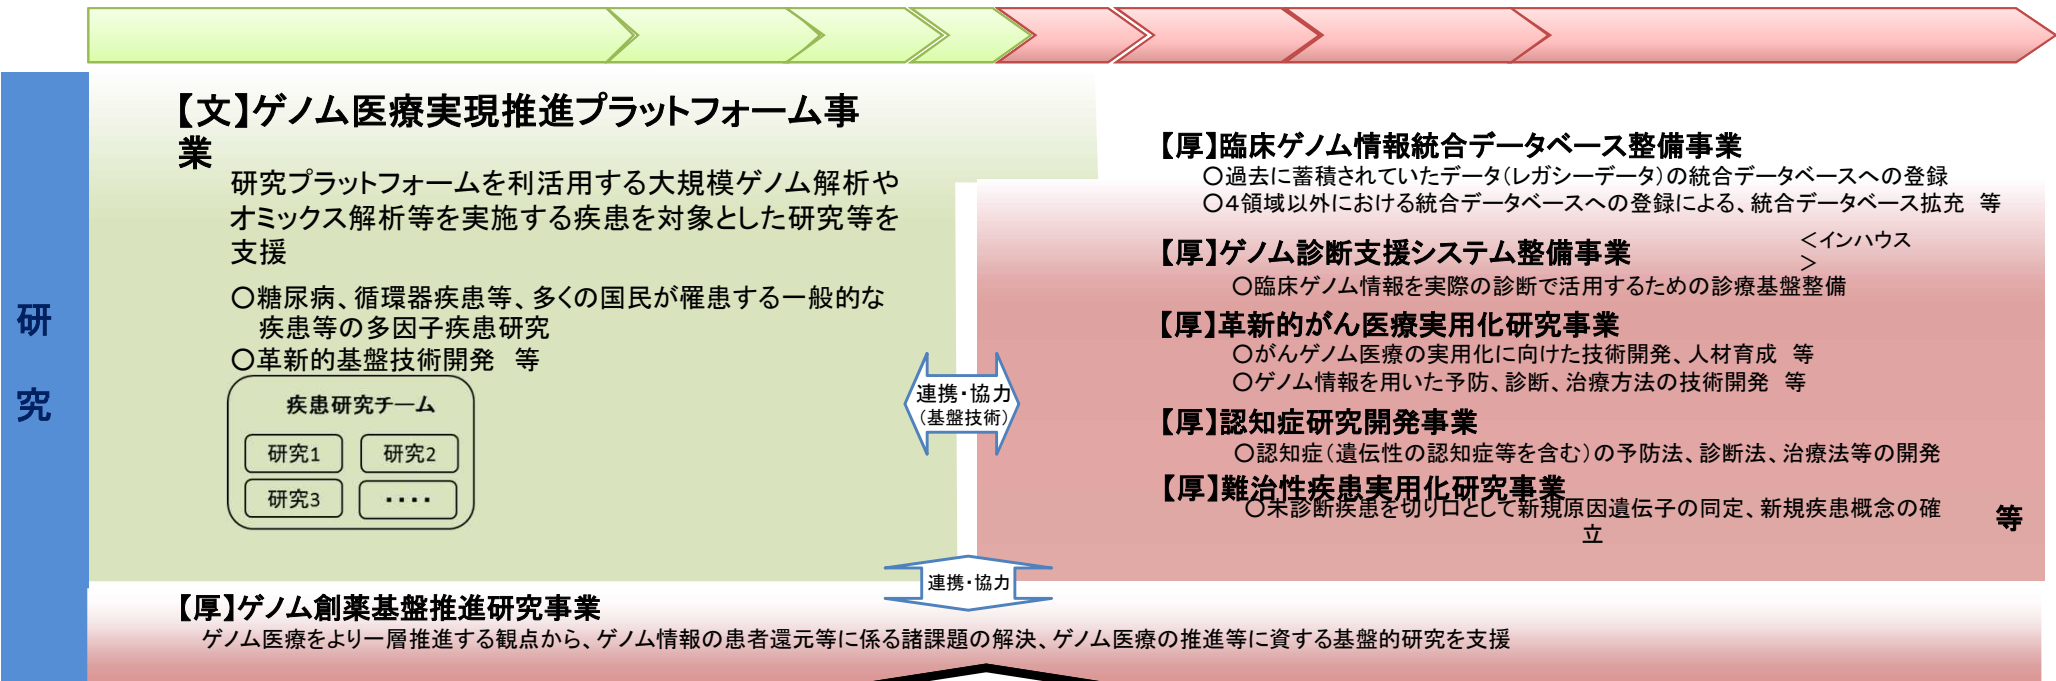 研
究
【文】ゲノム医療実現推進プラットフォーム事
業
研究プラットフォームを利活用する大規模ゲノム解析や
オミックス解析等を実施する疾患を対象とした研究等を
支援
○糖尿病、循環器疾患等、多くの国民が罹患する一般的な
疾患等の多因子疾患研究
○革新的基盤技術開発　等
疾患研究チーム
研究1
研究2
研究3
・・・・
連携・協力
（基盤技術）
【厚】臨床ゲノム情報統合データベース整備事業
○過去に蓄積されていたデータ（レガシーデータ）の統合データベースへの登録
○４領域以外における統合データベースへの登録による、統合データベース拡充　等
【厚】ゲノム診断支援システム整備事業
＜インハウス
＞
○臨床ゲノム情報を実際の診断で活用するための診療基盤整備
【厚】革新的がん医療実用化研究事業
○がんゲノム医療の実用化に向けた技術開発、人材育成　等
○ゲノム情報を用いた予防、診断、治療方法の技術開発　等
【厚】認知症研究開発事業
○認知症（遺伝性の認知症等を含む）の予防法、診断法、治療法等の開発
【厚】難治性疾患実用化研究事業
○未診断疾患を切り口として新規原因遺伝子の同定、新規疾患概念の確
立
等
連携・協力
【厚】ゲノム創薬基盤推進研究事業
ゲノム医療をより一層推進する観点から、ゲノム情報の患者還元等に係る諸課題の解決、ゲノム医療の推進等に資する基盤的研究を支援